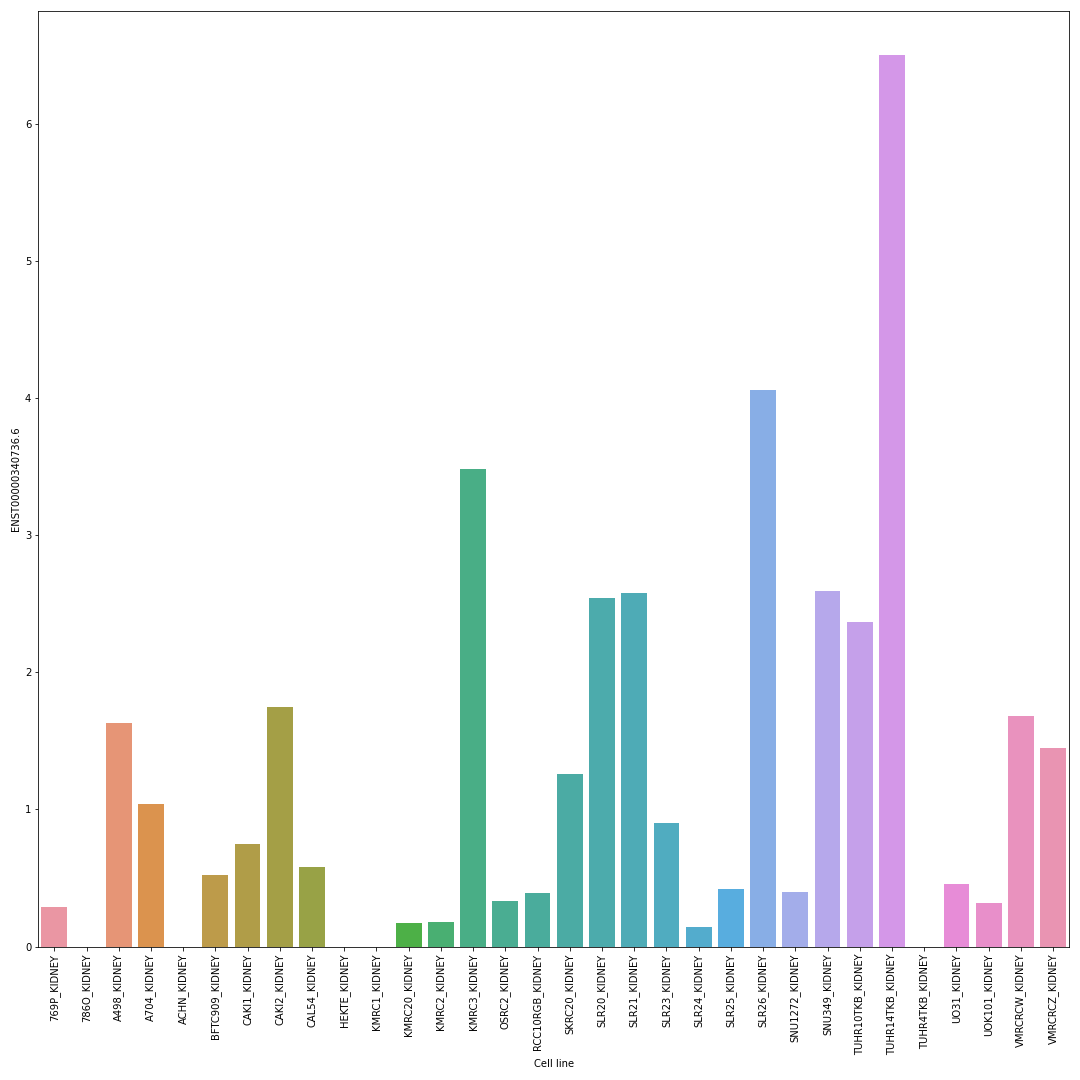 ENST00000340736.6
6
5
4
3
2
1
0
769P_KIDNEY
786O_KIDNEY
A498_KIDNEY
A704_KIDNEY
ACHN_KIDNEY
BFTC909_KIDNEY
CAKI1_KIDNEY
CAKI2_KIDNEY
CAL54_KIDNEY
HEKTE_KIDNEY
KMRC1_KIDNEY
KMRC20_KIDNEY
KMRC2_KIDNEY
KMRC3_KIDNEY
OSRC2_KIDNEY
RCC10RGB_KIDNEY
SKRC20_KIDNEY
SLR20_KIDNEY
SLR21_KIDNEY
SLR23_KIDNEY
SLR24_KIDNEY
SLR25_KIDNEY
SLR26_KIDNEY
SNU1272_KIDNEY
SNU349_KIDNEY
TUHR10TKB_KIDNEY
TUHR14TKB_KIDNEY
TUHR4TKB_KIDNEY
UO31_KIDNEY
UOK101_KIDNEY
VMRCRCW_KIDNEY
VMRCRCZ_KIDNEY
Cell line